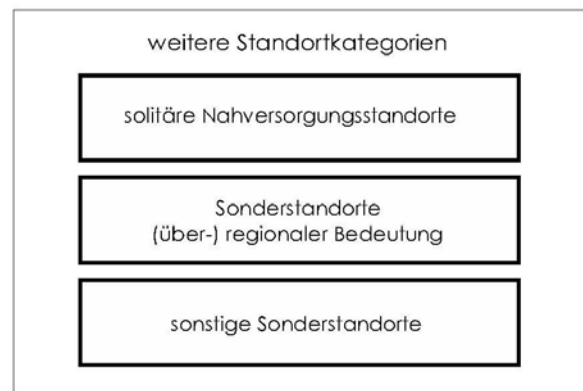 weitere Standortkategorien
solitäre Nahversorgungsstandorte
Sonderstandorte
(über-) regionaler Bedeutung
sonstige Sonderstandorte